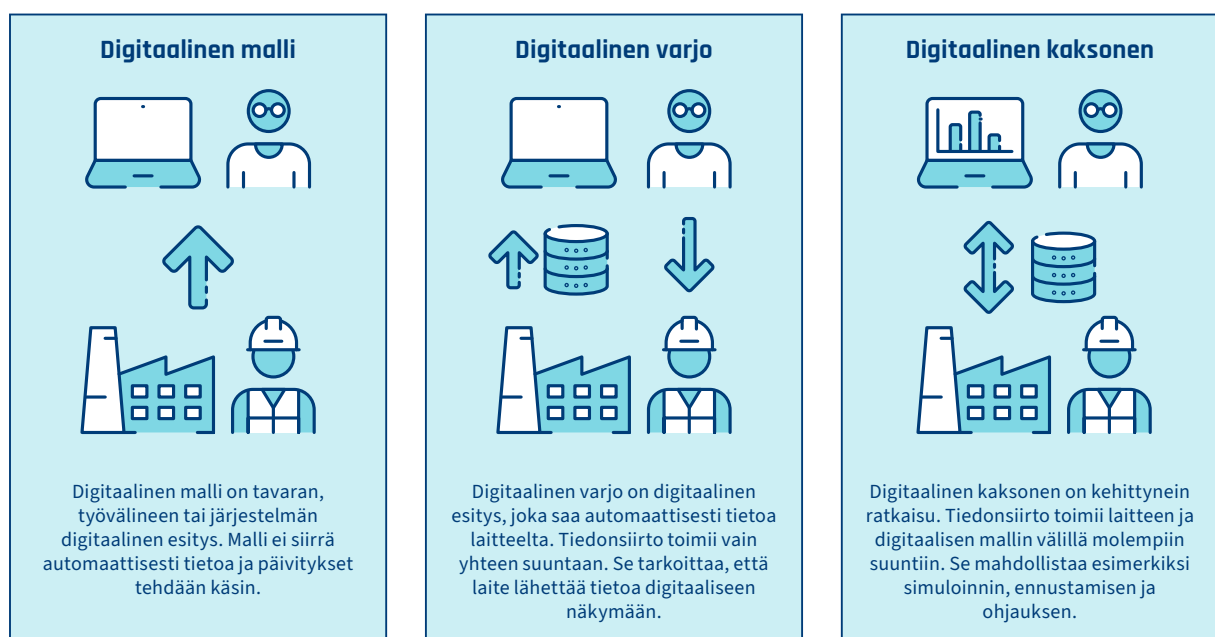 Digitaalinen malli
Digitaalinen malli on tavaran,
työvälineen tai järjestelmän
digitaalinen esitys. Malli ei siirrä
automaattisesti tietoa ja päivitykset
tehdään käsin.
Digitaalinen varjo
Digitaalinen varjo on digitaalinen
esitys, joka saa automaattisesti tietoa
laitteelta. Tiedonsiirto toimii vain
yhteen suuntaan. Se tarkoittaa, että
laite lähettää tietoa digitaaliseen
näkymään.
Digitaalinen kaksonen
Digitaalinen kaksonen on kehittynein
ratkaisu. Tiedonsiirto toimii laitteen ja
digitaalisen mallin välillä molempiin
suuntiin. Se mahdollistaa esimerkiksi
simuloinnin, ennustamisen ja
ohjauksen.